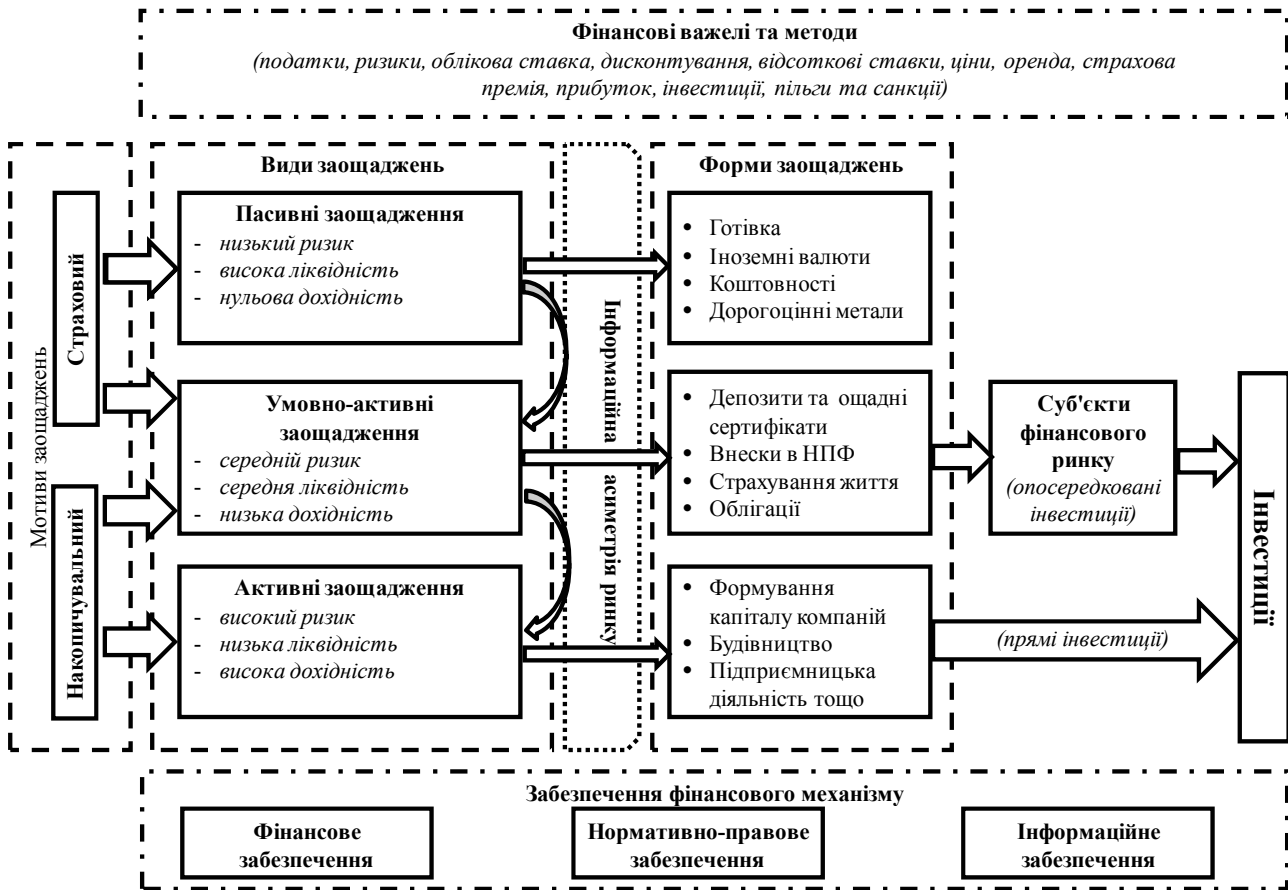 Фінансові важелі та методи
(податки, ризики, облікова ставка, дисконтування, відсоткові ставки, ціни, оренда, страхова
премія, прибуток, інвестиції, пільги та санкції)
Мотиви заощаджень
Страховий
Накопичувальний
Види заощаджень
Пасивні заощадження
- низький ризик
- висока ліквідність
- нульова дохідність
Умовно-активні
заощадження
- середній ризик
- середня ліквідність
- низька дохідність
Активні заощадження
- високий ризик
- низька ліквідність
- висока дохідність
Інформаційна асиметрія ринку
Форми заощаджень
• Готівка
• Іноземні валюти
• Коштовності
• Дорогоцінні метали
• Депозити та ощадні
сертифікати
• Внески в НПФ
• Страхування життя
• Облігації
• Формування
капіталу компаній
• Будівництво
• Підприємницька
діяльність тощо
Суб'єкти
фінансового
ринку
(опосередковані
інвестиції)
(прямі інвестиції)
Інвестиції
Забезпечення фінансового механізму
Фінансове
забезпечення
Нормативно-правове
забезпечення
Інформаційне
забезпечення